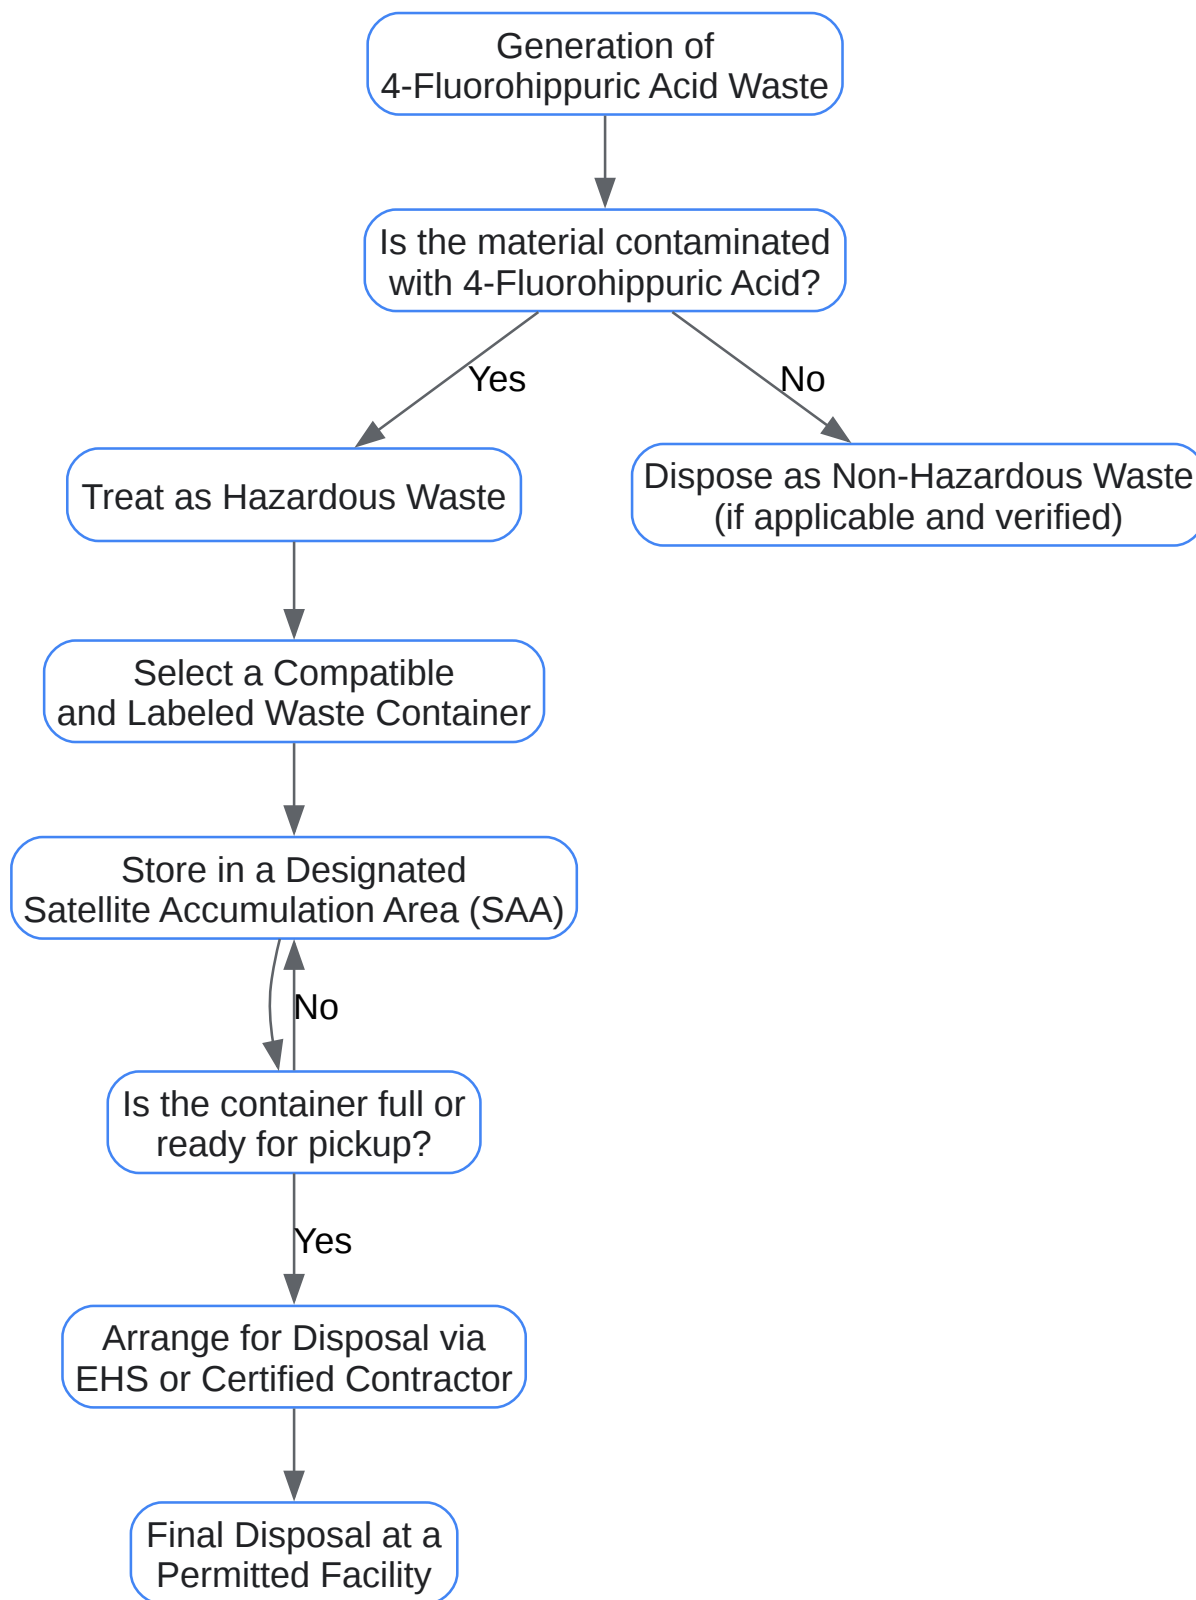 Generation of
4-Fluorohippuric Acid Waste
Is the material contaminated
with 4-Fluorohippuric Acid?
Yes
No
Treat as Hazardous Waste
Dispose as Non-Hazardous Waste
(if applicable and verified)
Select a Compatible
and Labeled Waste Container
Store in a Designated
Satellite Accumulation Area (SAA)
No
Is the container full or
ready for pickup?
Yes
Arrange for Disposal via
EHS or Certified Contractor
Final Disposal at a
Permitted Facility